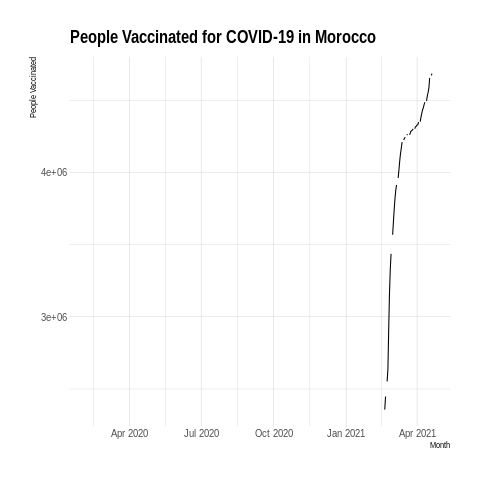 People Vaccinated for COVID-19 in Morocco
People Vaccinated
4e+06
3e+06
Apr 2020 Jul 2020 Oct 2020 Jan 2021 Apr 2021
Month